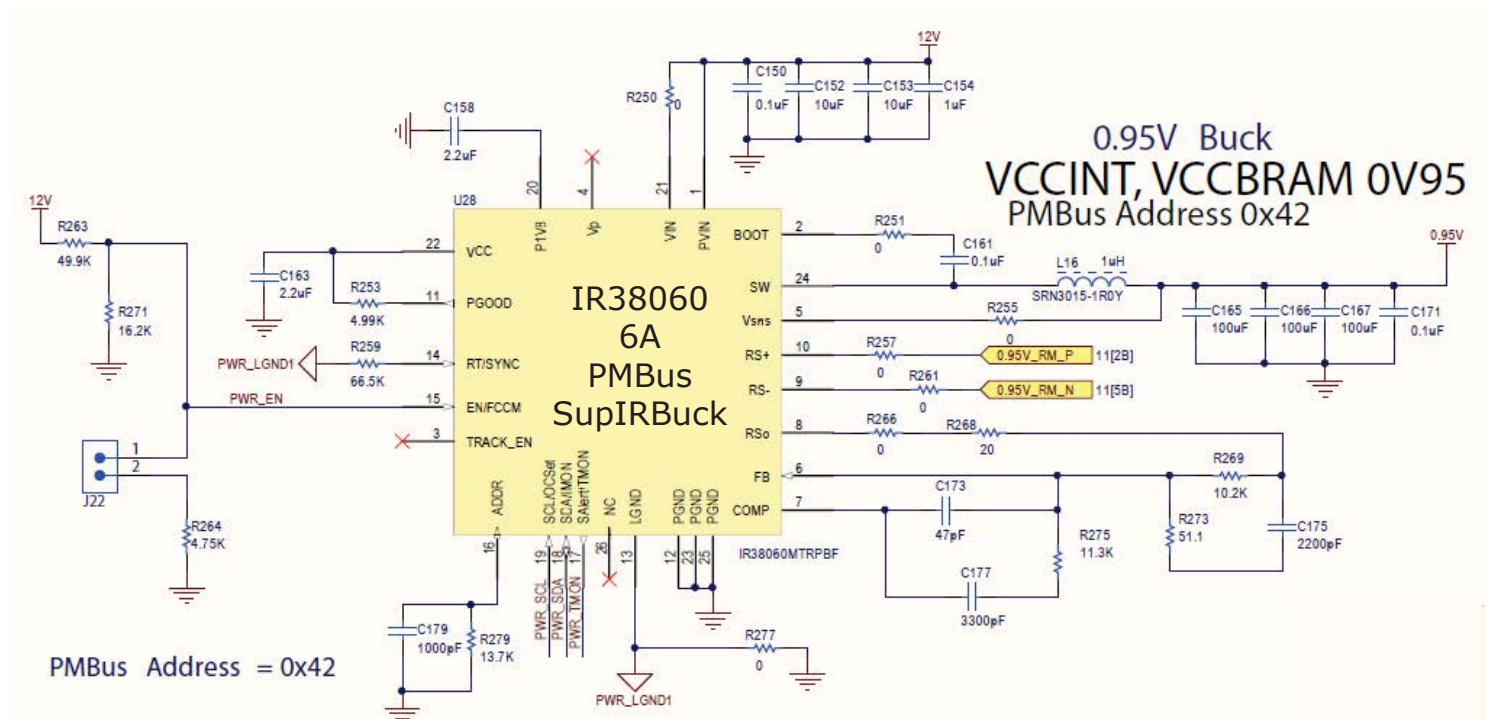 12V
C150
0.1uF
C152
10uF
C153
10uF
C154
1uF
R250
0
C158
2.2uF
0.95V Buck
VCCINT, VCCBRAM 0V95
PMBus Address 0x42
20
4
21
1
U28
P1V8
Vp
VIN
PVIN
12V
R263
49.9K
R271
16.2K
22
VCC
C163
2.2uF
R253
4.99K
11
PGOOD
PWR_LGND1
R259
66.5K
14
RT/SYNC
PWR_EN
15
EN/FCCM
3
TRACK_EN
1
2
J22
R264
4.75K
IR38060
6A
PMBus
SupIRBuck
BOOT
2
R251
0
C161
0.1uF
SW
24
L16
1uH
SRN3015-1R0Y
0.95V
Vsns
5
R255
0
C165
100uF
C166
100uF
C167
100uF
C171
0.1uF
RS+
10
R257
0
0.95V_RM_P
11[2B]
RS-
9
R261
0
0.95V_RM_N
11[5B]
RSo
8
R266
0
R268
20
FB
6
R269
10.2K
COMP
7
C173
47pF
R275
11.3K
R273
51.1
C175
2200pF
C177
3300pF
ADDR
SCL/OCSet
SDA/IMON
SAlert/TMON
NC
LGND
PGND
PGND
PGND
IR38060MTRPBF
16
19
18
17
26
13
12
23
25
PWR_SCL
PWR_SDA
PWR_TMON
C179
1000pF
R279
13.7K
R277
0
PWR_LGND1
PMBus Address = 0x42